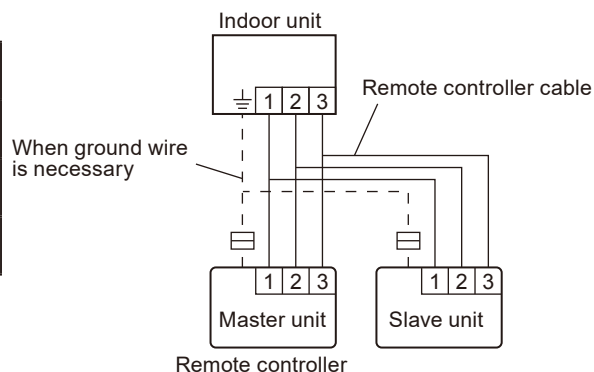 Indoor unit
1 2 3
Remote controller cable
When ground wire
is necessary
1 2 3
Master unit
1 2 3
Slave unit
Remote controller